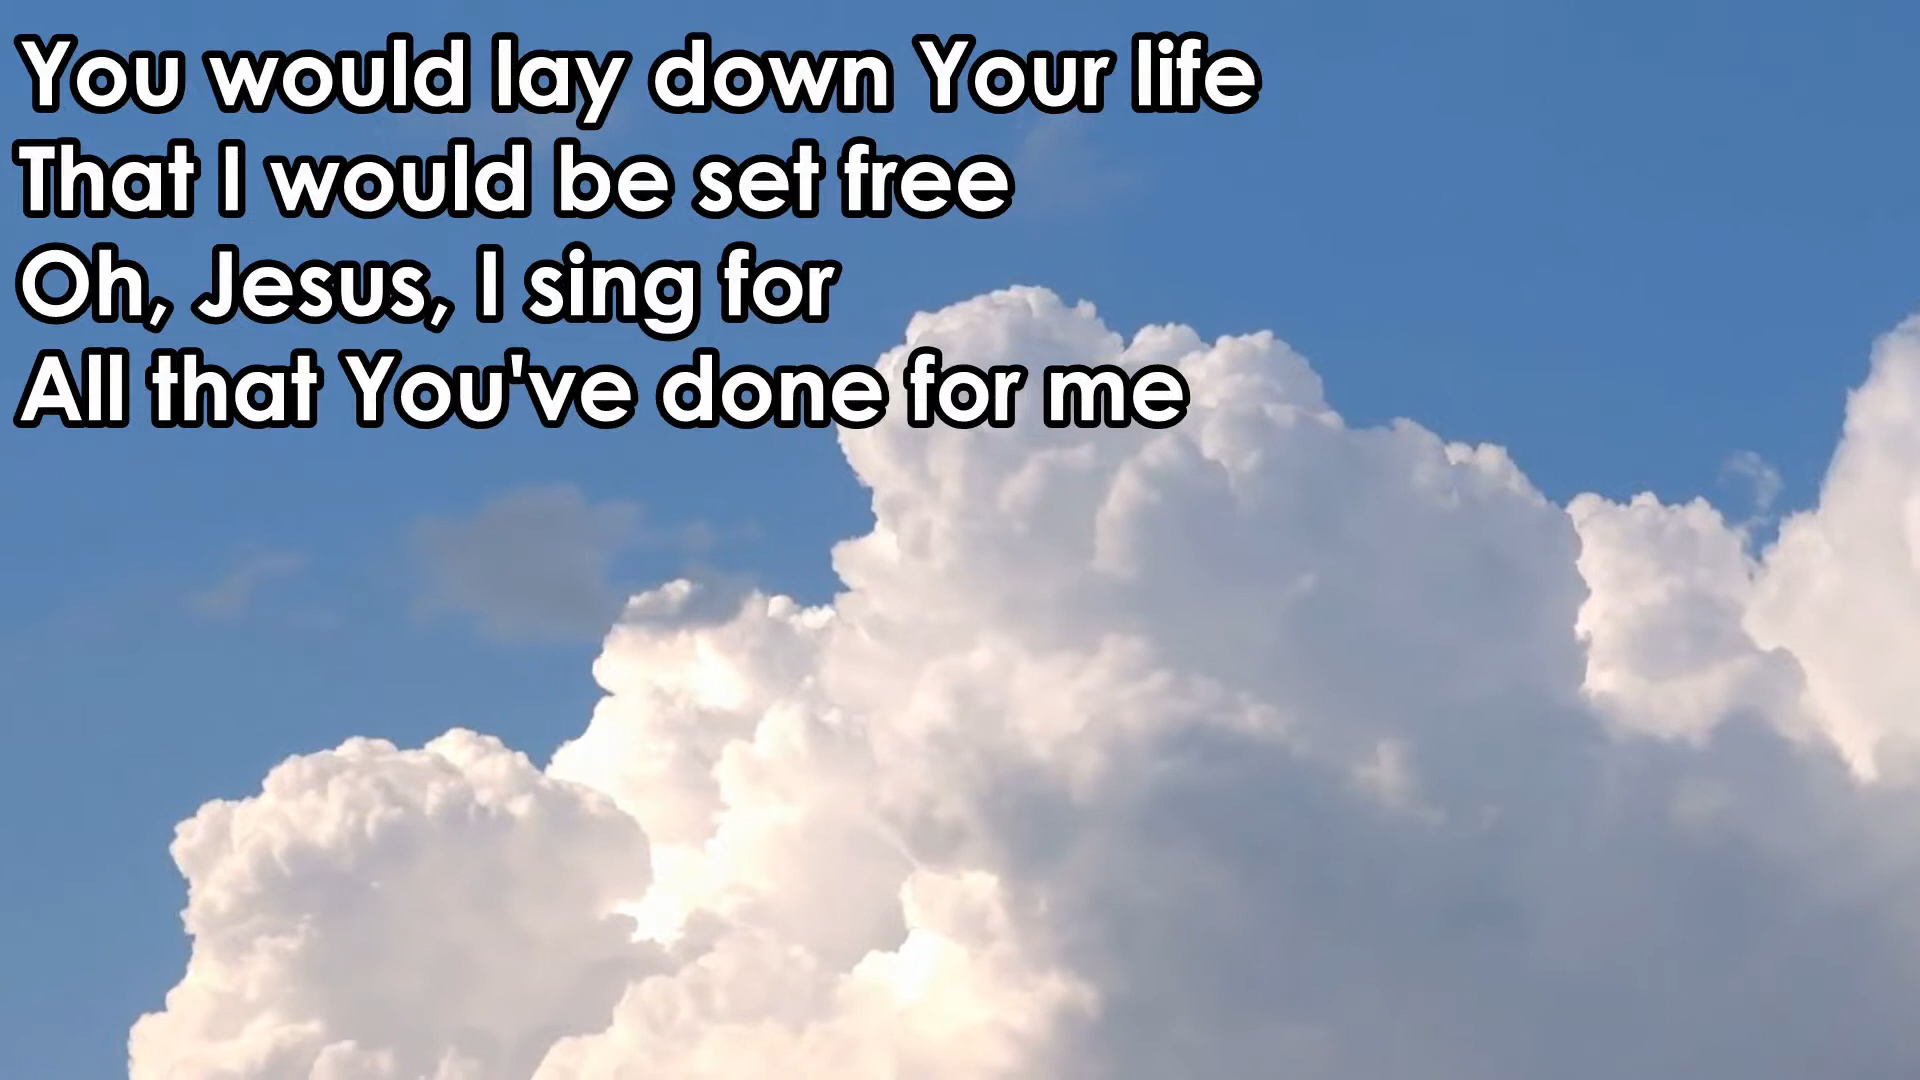 You would lay down Your life
That I would be set free
Oh, Jesus, I sing for
All that You've done for me